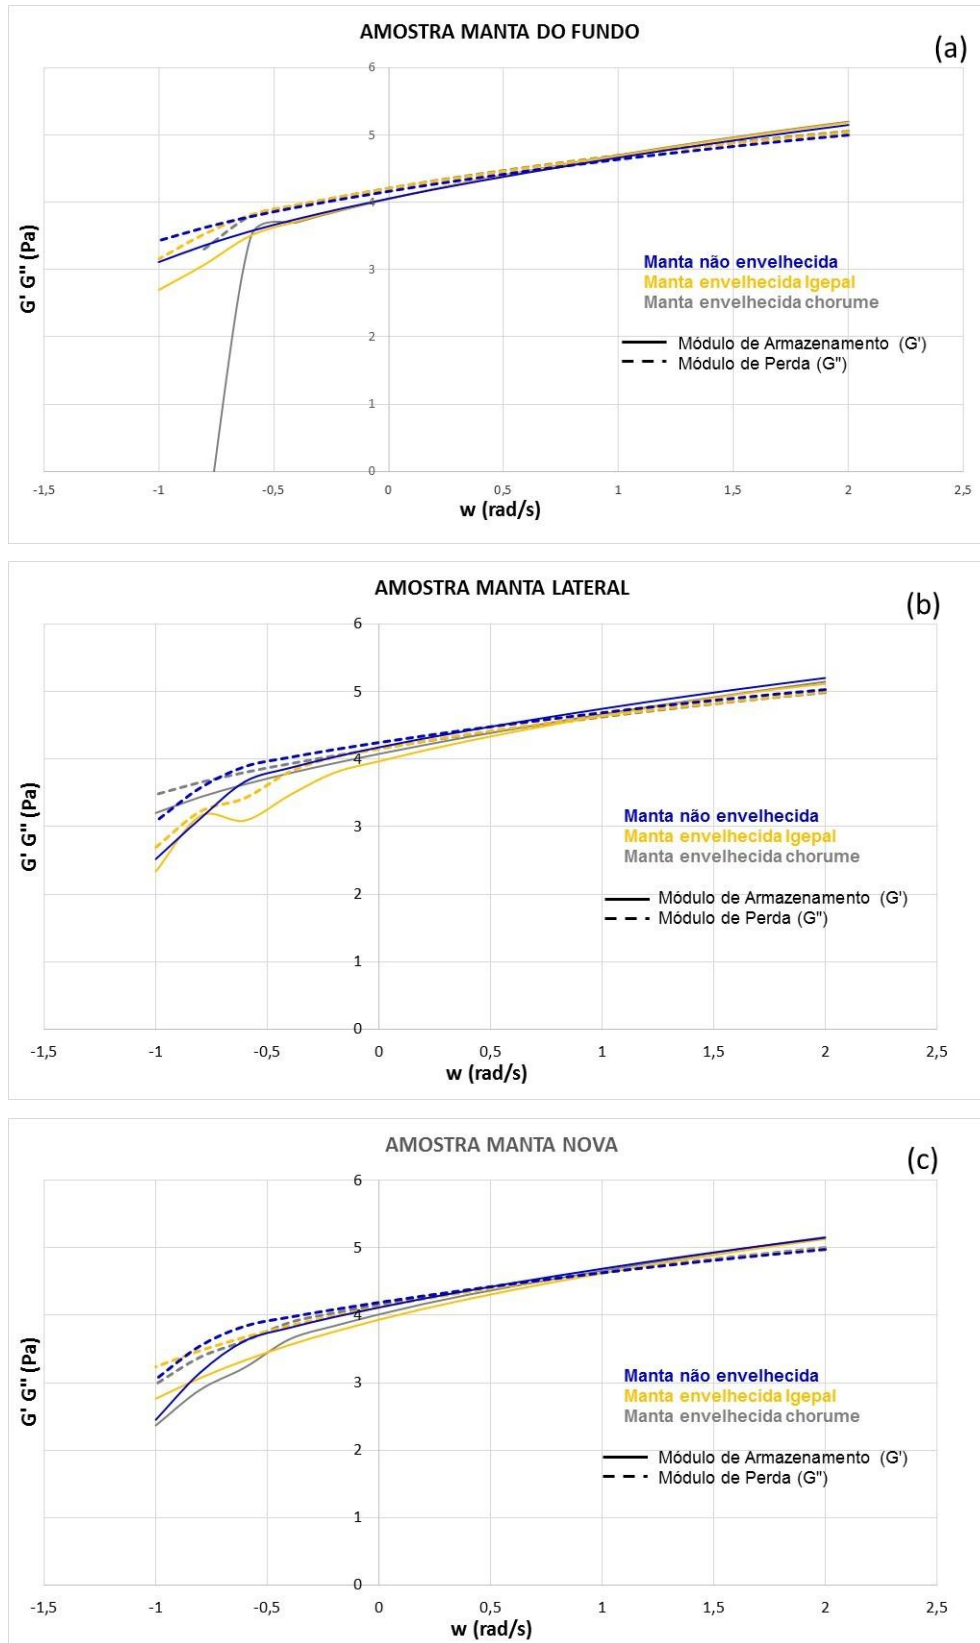 AMOSTRA MANTA DO FUNDO
(a)
6
5
4
3
2
1
0
G' G" (Pa)
Manta não envelhecida
Manta envelhecida Igepal
Manta envelhecida chorume
Módulo de Armazenamento (G')
Módulo de Perda (G")
-1,5 -1 -0,5 0 0,5 1 1,5 2 2,5
w (rad/s)
AMOSTRA MANTA LATERAL
(b)
6
5
4
3
2
1
0
G' G" (Pa)
Manta não envelhecida
Manta envelhecida Igepal
Manta envelhecida chorume
Módulo de Armazenamento (G')
Módulo de Perda (G")
-1,5 -1 -0,5 0 0,5 1 1,5 2 2,5
w (rad/s)
AMOSTRA MANTA NOVA
(c)
6
5
4
3
2
1
0
G' G" (Pa)
Manta não envelhecida
Manta envelhecida Igepal
Manta envelhecida chorume
Módulo de Armazenamento (G')
Módulo de Perda (G")
-1,5 -1 -0,5 0 0,5 1 1,5 2 2,5
w (rad/s)